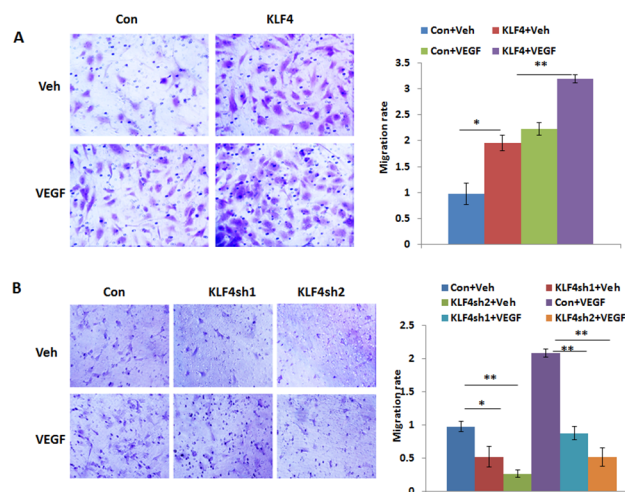 A
Con
KLF4
Veh
VEGF
Con+Veh
KLF4+Veh
Con+VEGF
KLF4+VEGF
Migration rate
3.5
3
2.5
2
1.5
1
0.5
0
*
**
B
Con
KLF4sh1
KLF4sh2
Veh
VEGF
Con+Veh
KLF4sh1+Veh
KLF4sh2+Veh
Con+VEGF
KLF4sh1+VEGF
KLF4sh2+VEGF
Migration rate
2.5
2
1.5
1
0.5
0
**
*
**
**